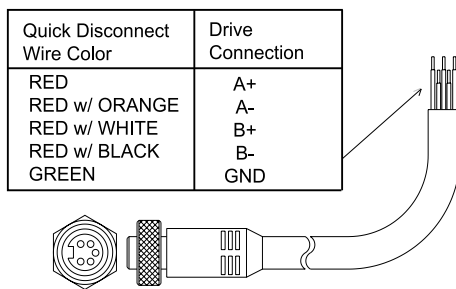 Quick Disconnect Wire Color Drive Connection
RED A+
RED w/ ORANGE A-
RED w/ WHITE B+
RED w/ BLACK B-
GREEN GND